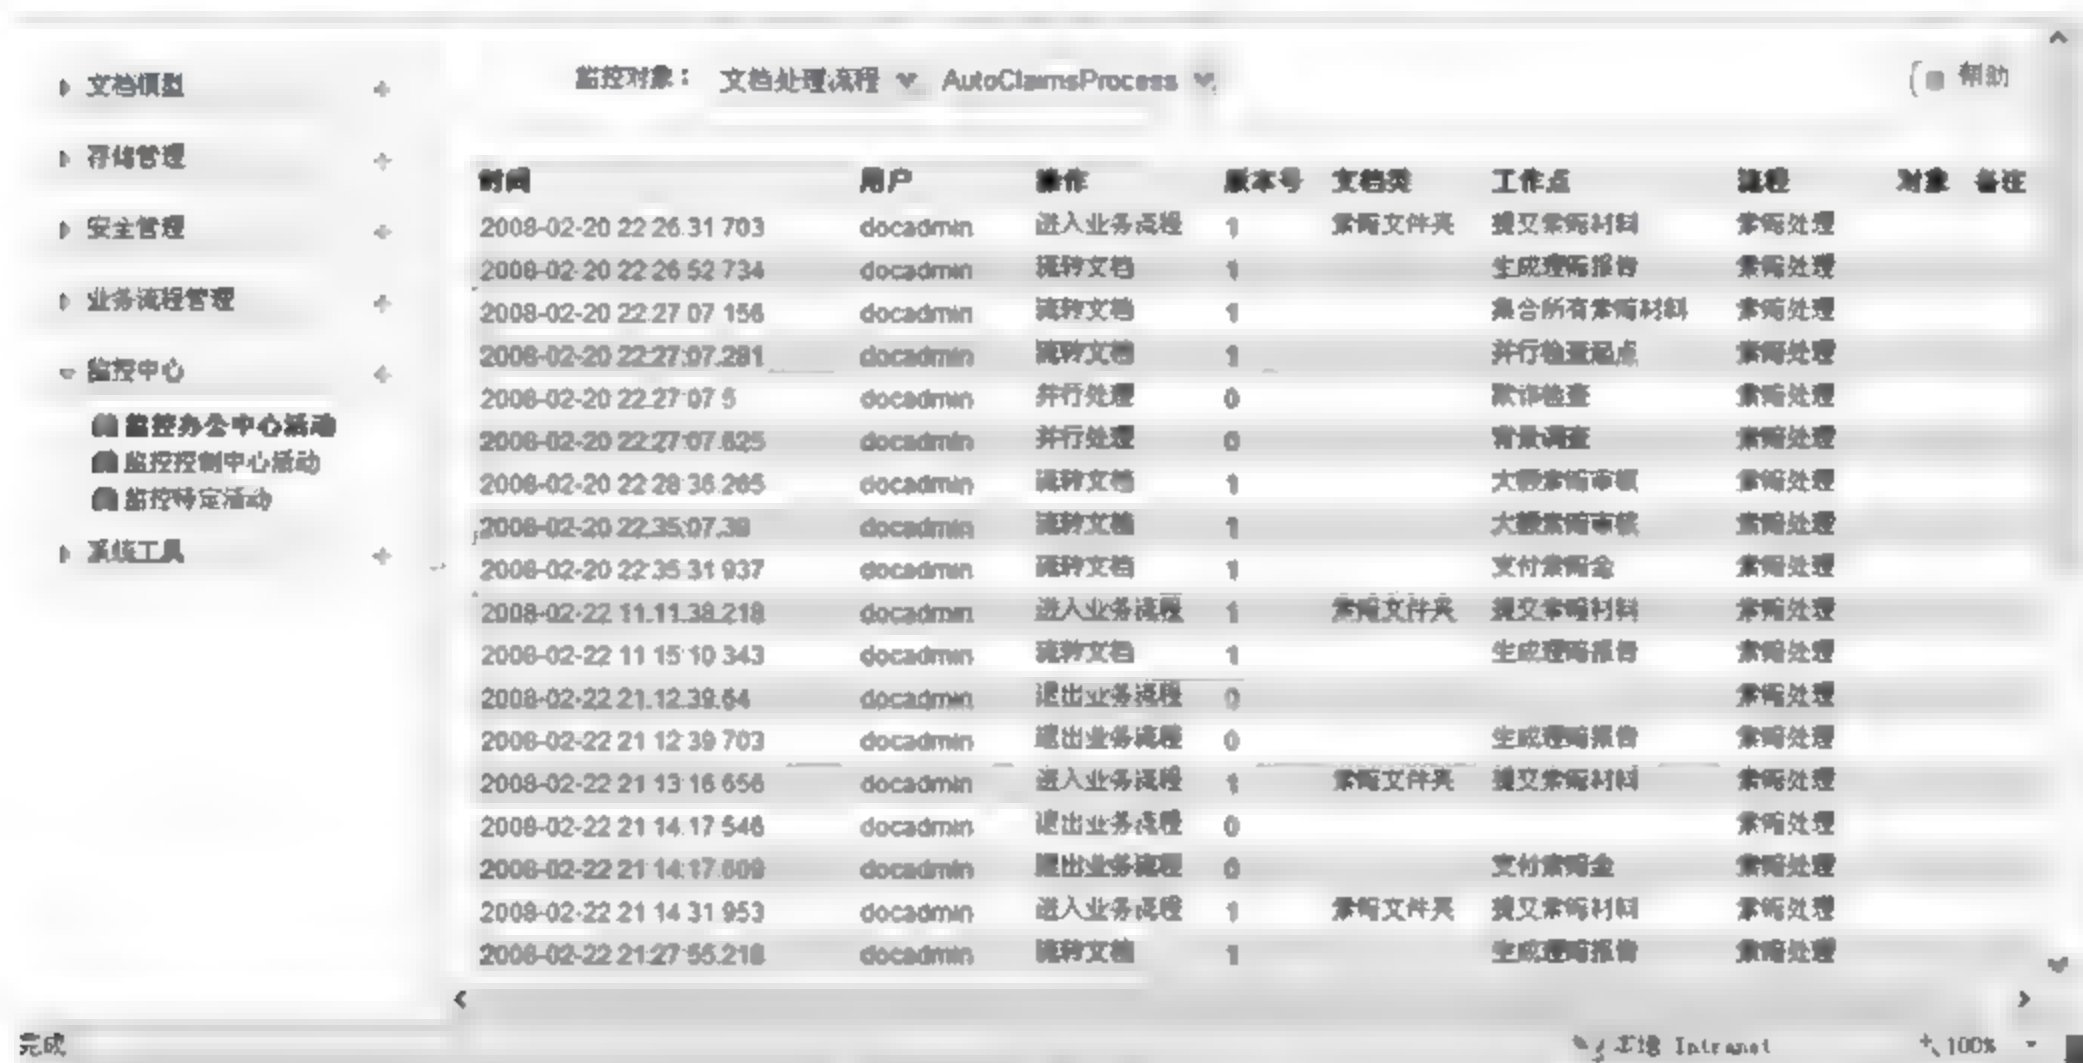 监控对象： 文档处理流程 AutoClaimsProcess 帮助
文档模型
存储管理
安全管理
业务流程管理
监控中心
监控办公中心活动
监控控制中心活动
监控特定活动
系统工具
时间 用户 操作 版本号 文档类 工作点 流程 对象 备注
2008-02-20 22:26:31.703 docadmin 进入业务流程 1 索赔文件夹 提交索赔材料 索赔处理
2008-02-20 22:26:52.734 docadmin 流转文档 1 生成理赔报告 索赔处理
2008-02-20 22:27:07.156 docadmin 流转文档 1 集合所有索赔材料 索赔处理
2008-02-20 22:27:07.281 docadmin 流转文档 1 并行检查起点 索赔处理
2008-02-20 22:27:07.5 docadmin 并行处理 0 欺诈检查 索赔处理
2008-02-20 22:27:07.625 docadmin 并行处理 0 背景调查 索赔处理
2008-02-20 22:28:36.265 docadmin 流转文档 1 大额索赔审核 索赔处理
2008-02-20 22:35:07.39 docadmin 流转文档 1 大额索赔审核 索赔处理
2008-02-20 22:35:31.937 docadmin 流转文档 1 支付索赔金 索赔处理
2008-02-22 11:11:38.218 docadmin 进入业务流程 1 索赔文件夹 提交索赔材料 索赔处理
2008-02-22 11:15:10.343 docadmin 流转文档 1 生成理赔报告 索赔处理
2008-02-22 21:12:39.64 docadmin 退出业务流程 0 索赔处理
2008-02-22 21:12:39.703 docadmin 退出业务流程 0 生成理赔报告 索赔处理
2008-02-22 21:13:16.656 docadmin 进入业务流程 1 索赔文件夹 提交索赔材料 索赔处理
2008-02-22 21:14:17.546 docadmin 退出业务流程 0 索赔处理
2008-02-22 21:14:17.609 docadmin 退出业务流程 0 支付索赔金 索赔处理
2008-02-22 21:14:31.953 docadmin 进入业务流程 1 索赔文件夹 提交索赔材料 索赔处理
2008-02-22 21:27:55.218 docadmin 流转文档 1 生成理赔报告 索赔处理
完成 Intranet 100%